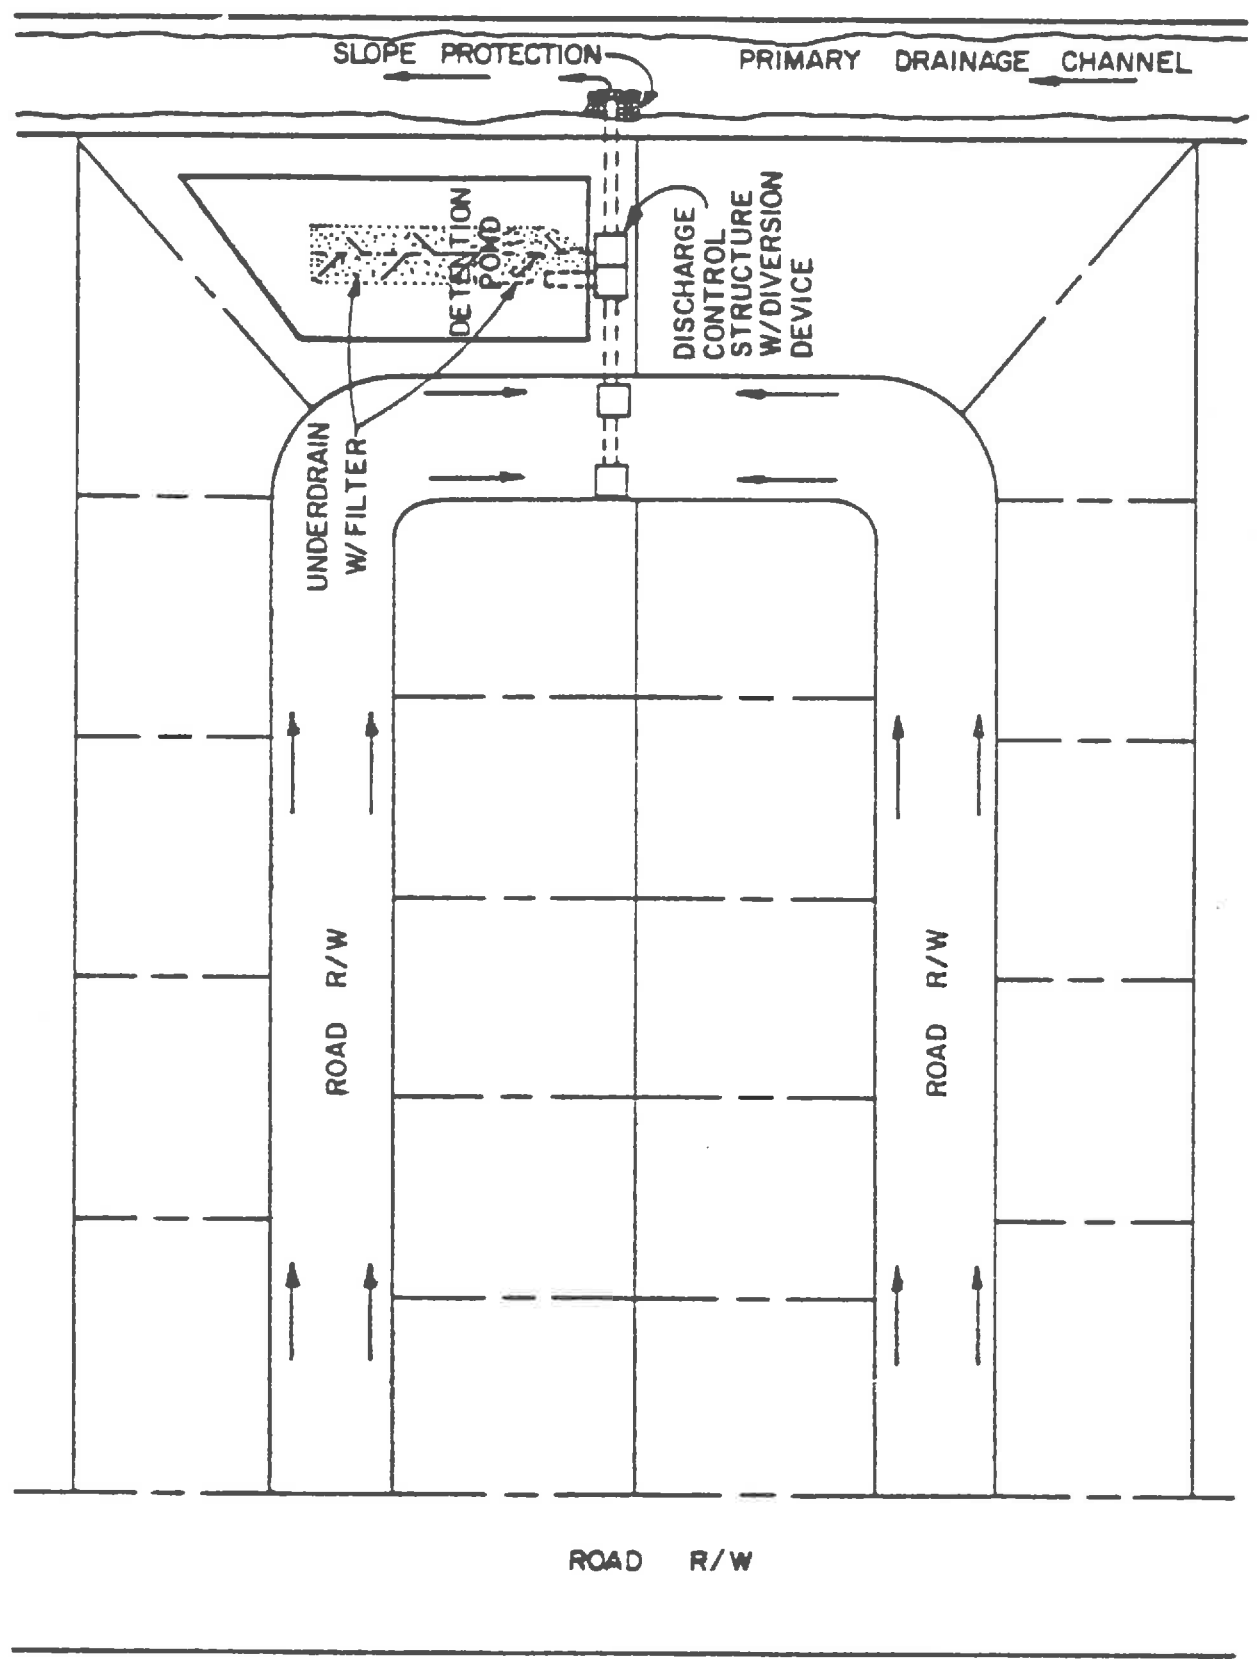 SLOPE PROTECTION
PRIMARY DRAINAGE CHANNEL
DETENTION
POND
DISCHARGE
CONTROL
STRUCTURE
W/DIVERSION
DEVICE
UNDERDRAIN
W/FILTER
ROAD R/W
ROAD R/W
ROAD R/W